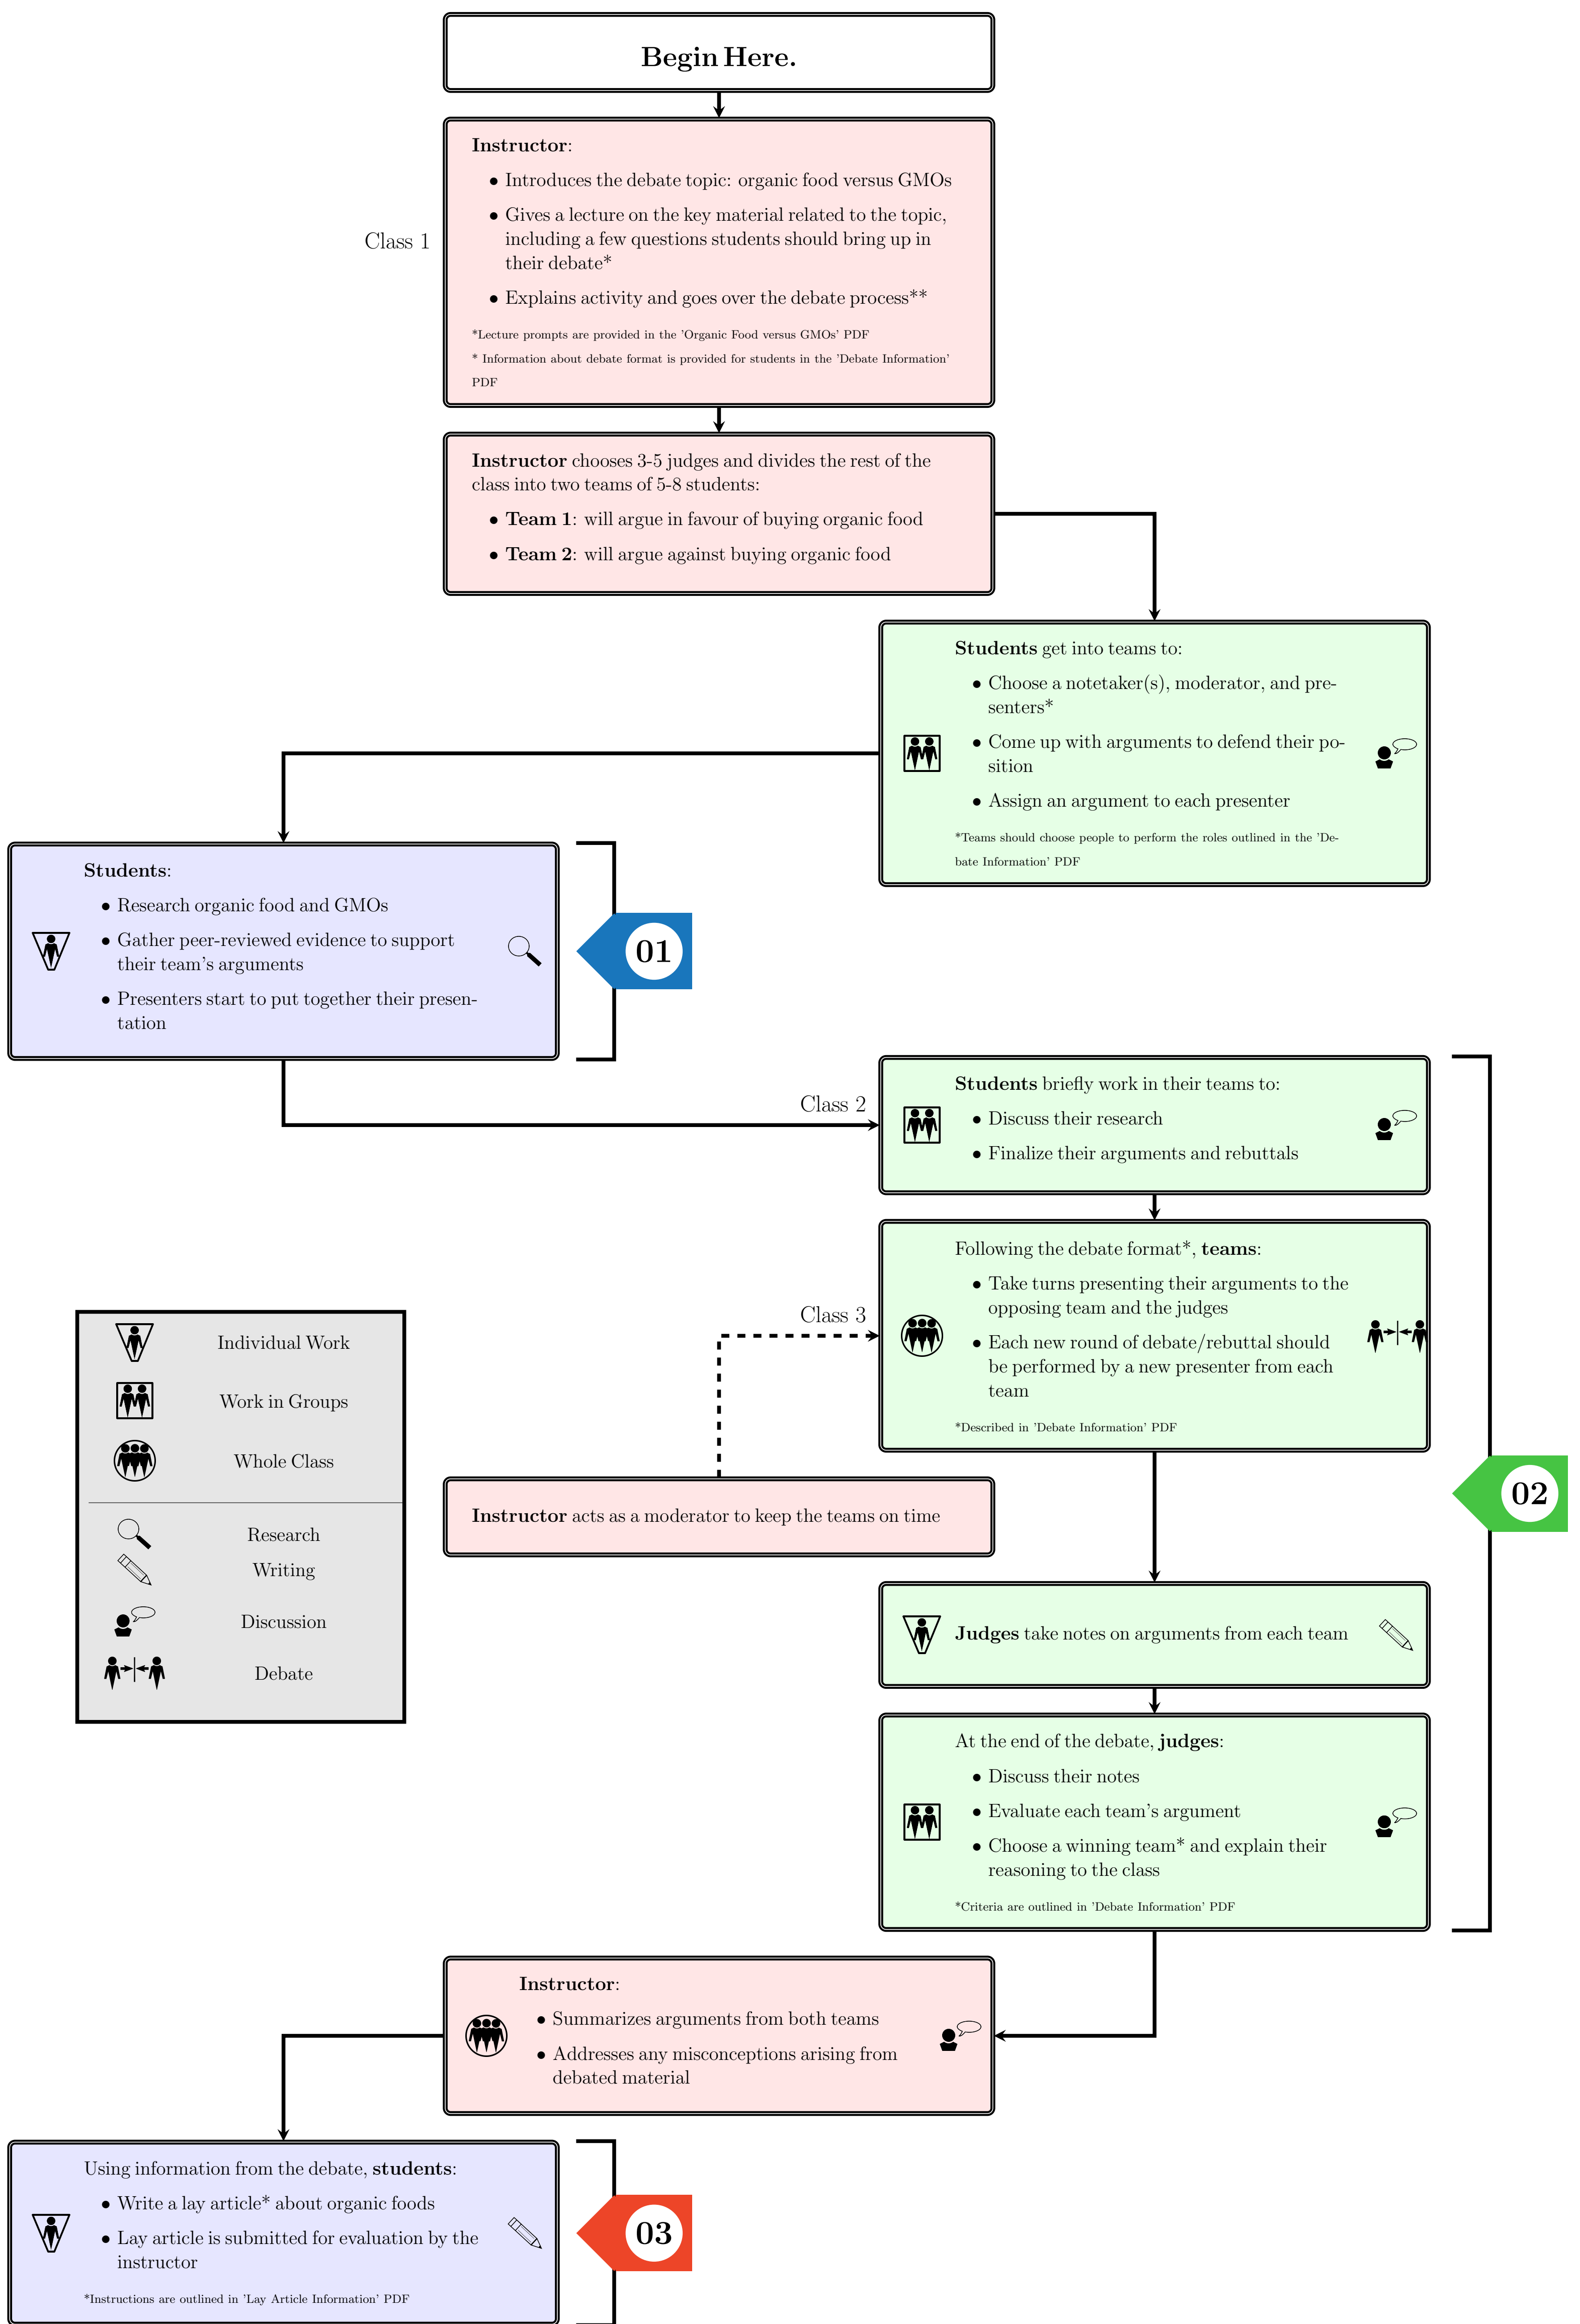 Begin Here.
Instructor:
• Introduces the debate topic: organic food versus GMOs
• Gives a lecture on the key material related to the topic,
including a few questions students should bring up in
their debate*
• Explains activity and goes over the debate process**
*Lecture prompts are provided in the 'Organic Food versus GMOs' PDF
* Information about debate format is provided for students in the 'Debate Information'
PDF
Class 1
Instructor chooses 3-5 judges and divides the rest of the
class into two teams of 5-8 students:
• Team 1: will argue in favour of buying organic food
• Team 2: will argue against buying organic food
Students get into teams to:
• Choose a notetaker(s), moderator, and pre-
senters*
• Come up with arguments to defend their po-
sition
• Assign an argument to each presenter
*Teams should choose people to perform the roles outlined in the 'De-
bate Information' PDF
Students:
• Research organic food and GMOs
• Gather peer-reviewed evidence to support
their team's arguments
• Presenters start to put together their presen-
tation
01
Class 2
Students briefly work in their teams to:
• Discuss their research
• Finalize their arguments and rebuttals
Following the debate format*, teams:
• Take turns presenting their arguments to the
opposing team and the judges
• Each new round of debate/rebuttal should
be performed by a new presenter from each
team
*Described in 'Debate Information' PDF
Class 3
Individual Work
Work in Groups
Whole Class
Research
Writing
Discussion
Debate
Instructor acts as a moderator to keep the teams on time
02
Judges take notes on arguments from each team
At the end of the debate, judges:
• Discuss their notes
• Evaluate each team's argument
• Choose a winning team* and explain their
reasoning to the class
*Criteria are outlined in 'Debate Information' PDF
Instructor:
• Summarizes arguments from both teams
• Addresses any misconceptions arising from
debated material
Using information from the debate, students:
• Write a lay article* about organic foods
• Lay article is submitted for evaluation by the
instructor
*Instructions are outlined in 'Lay Article Information' PDF
03